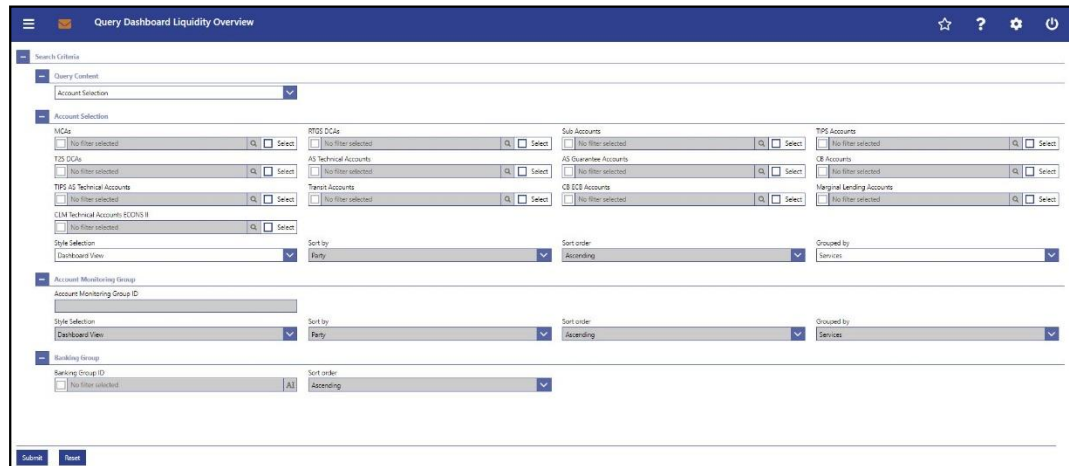 Query Dashboard Liquidity Overview
Search Criteria
Query Content
Account Selection
Account Selection
MCAs RTGS DCAs Sub Accounts TIPS Accounts
No filter selected Select No filter selected Select No filter selected Select No filter selected Select
T2S DCAs AS Technical Accounts AS Guarantee Accounts CB Accounts
No filter selected Select No filter selected Select No filter selected Select No filter selected Select
TIPS AS Technical Accounts Transit Accounts CB ECB Accounts Marginal Lending Accounts
No filter selected Select No filter selected Select No filter selected Select No filter selected Select
CLM Technical Accounts ECONS II
No filter selected Select
Style Selection Sort by Sort order Grouped by
Dashboard View Party Ascending Services
Account Monitoring Group
Account Monitoring Group ID
Style Selection Sort by Sort order Grouped by
Dashboard View Party Ascending Services
Banking Group
Banking Group ID Sort order
No filter selected AI Ascending
Submit Reset